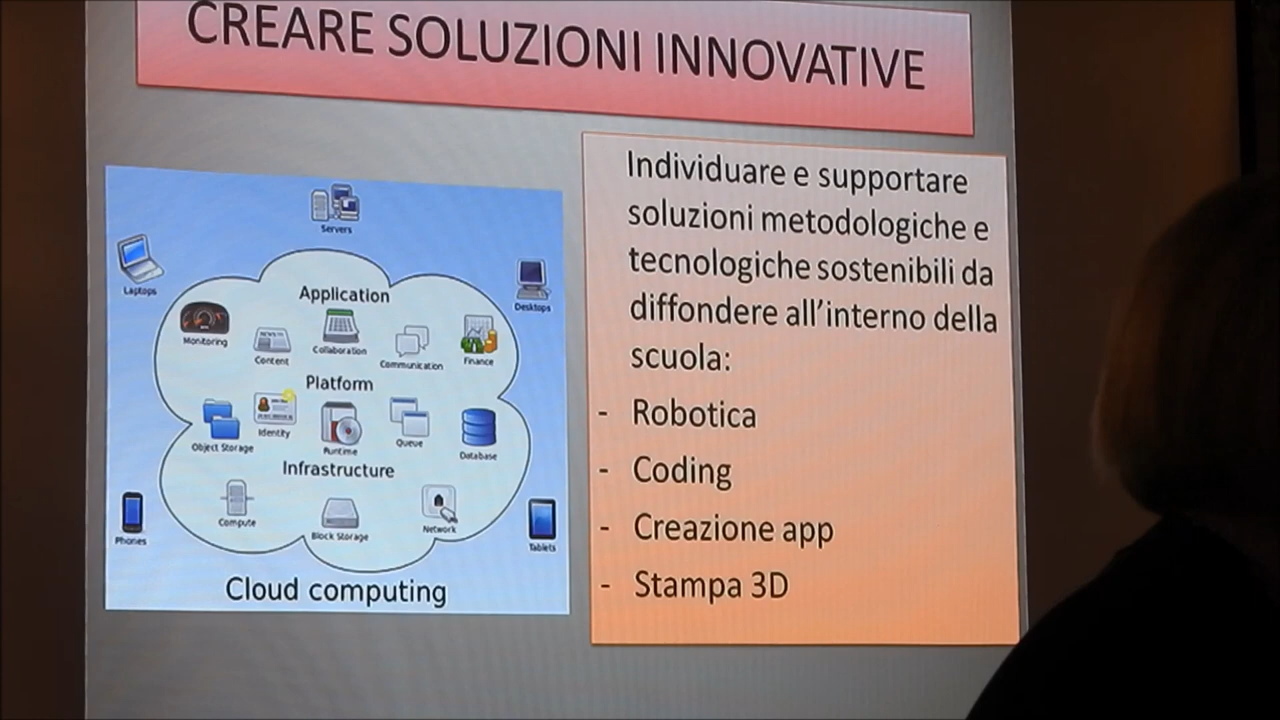 CREARE SOLUZIONI INNOVATIVE
Servers
Laptops
Desktops
Application
Monitoring
Content
Collaboration
Communication
Finance
Platform
Object Storage
Identity
Runtime
Queue
Database
Infrastructure
Compute
Block Storage
Network
Phones
Tablets
Cloud computing
Individuare e supportare
soluzioni metodologiche e
tecnologiche sostenibili da
diffondere all'interno della
scuola:
- Robotica
- Coding
- Creazione app
- Stampa 3D